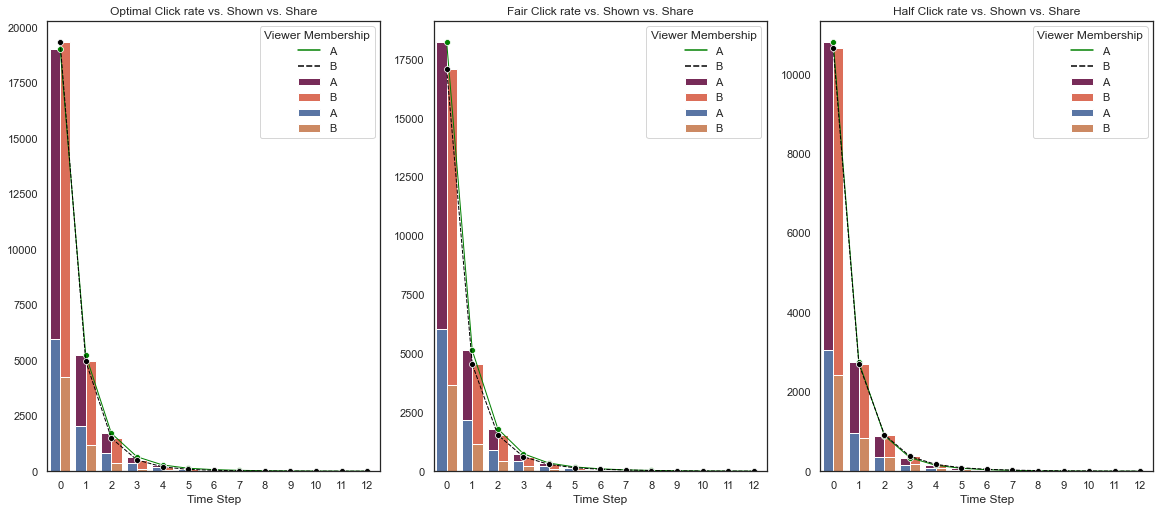 Optimal Click rate vs. Shown vs. Share
20000
17500
15000
12500
10000
7500
5000
2500
0
Viewer Membership
A
B
A
B
A
B
0 1 2 3 4 5 6 7 8 9 10 11 12
Time Step
Fair Click rate vs. Shown vs. Share
17500
15000
12500
10000
7500
5000
2500
0
Viewer Membership
A
B
A
B
A
B
0 1 2 3 4 5 6 7 8 9 10 11 12
Time Step
Half Click rate vs. Shown vs. Share
10000
8000
6000
4000
2000
0
Viewer Membership
A
B
A
B
A
B
0 1 2 3 4 5 6 7 8 9 10 11 12
Time Step